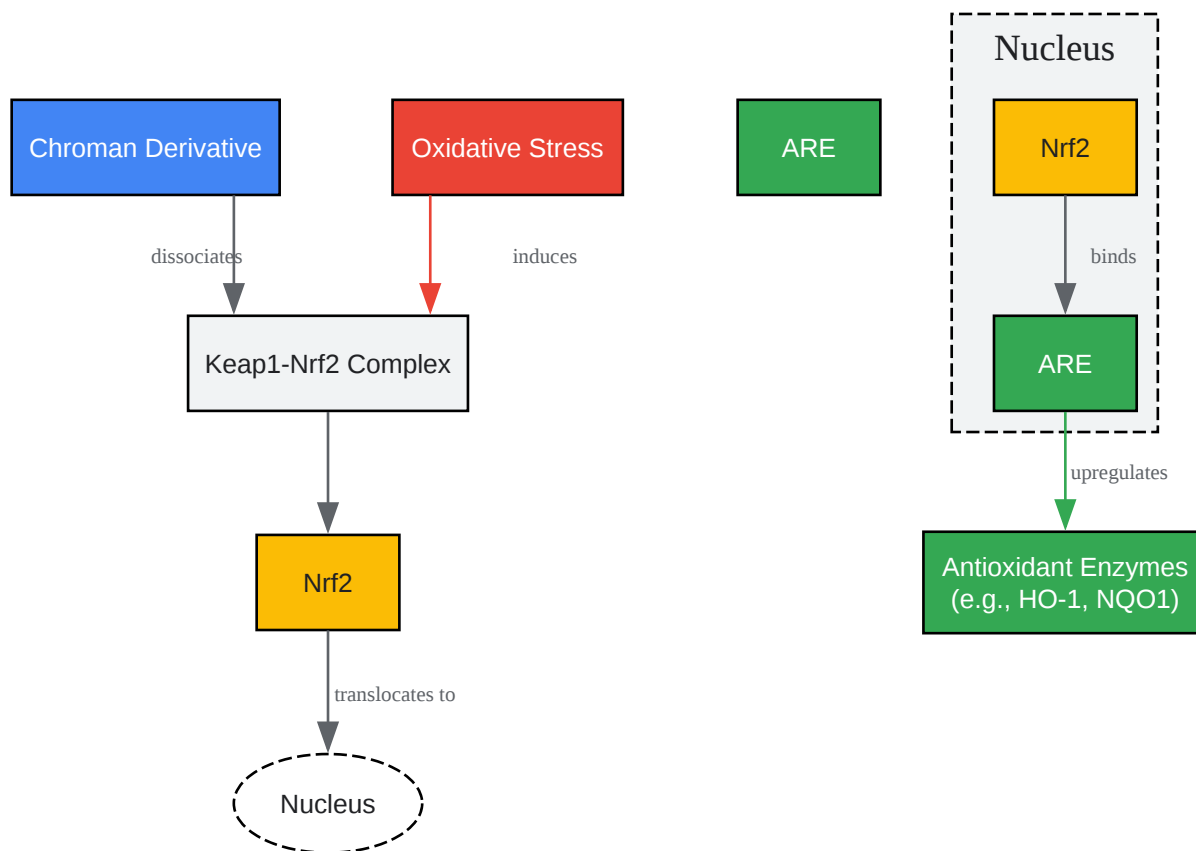 Nucleus
Chroman Derivative
Oxidative Stress
ARE
Nrf2
dissociates
induces
binds
Keap1-Nrf2 Complex
ARE
upregulates
Nrf2
Antioxidant Enzymes
(e.g., HO-1, NQO1)
translocates to
Nucleus